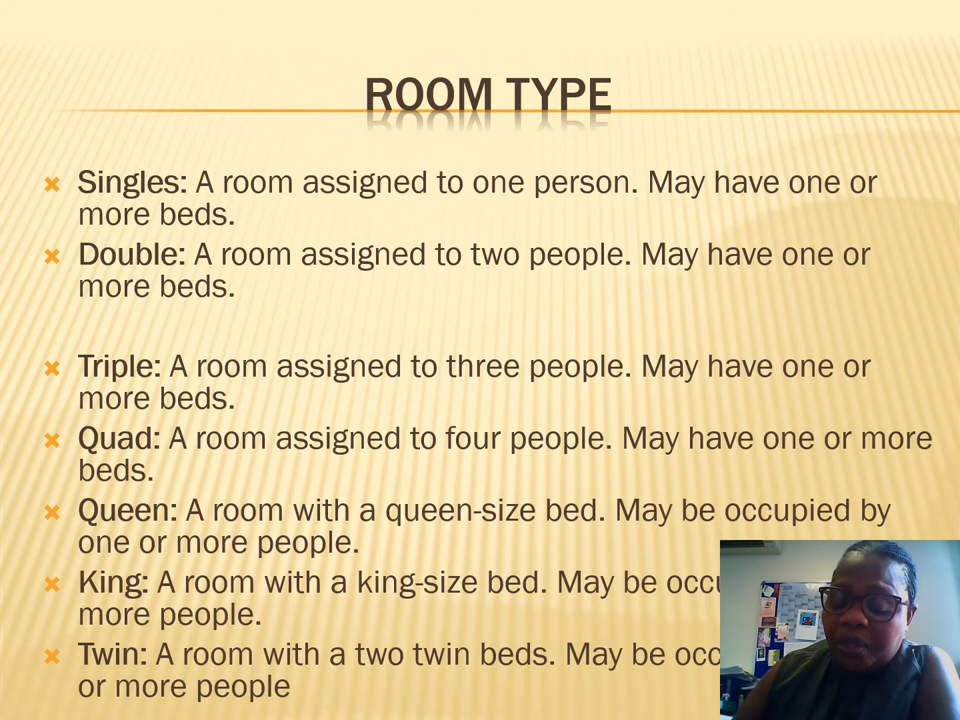 ROOM TYPE
Singles: A room assigned to one person. May have one or
more beds.
Double: A room assigned to two people. May have one or
more beds.
Triple: A room assigned to three people. May have one or
more beds.
Quad: A room assigned to four people. May have one or more
beds.
Queen: A room with a queen-size bed. May be occupied by
one or more people.
King: A room with a king-size bed. May be
more people.
Twin: A room with a two twin beds. May be
or more people